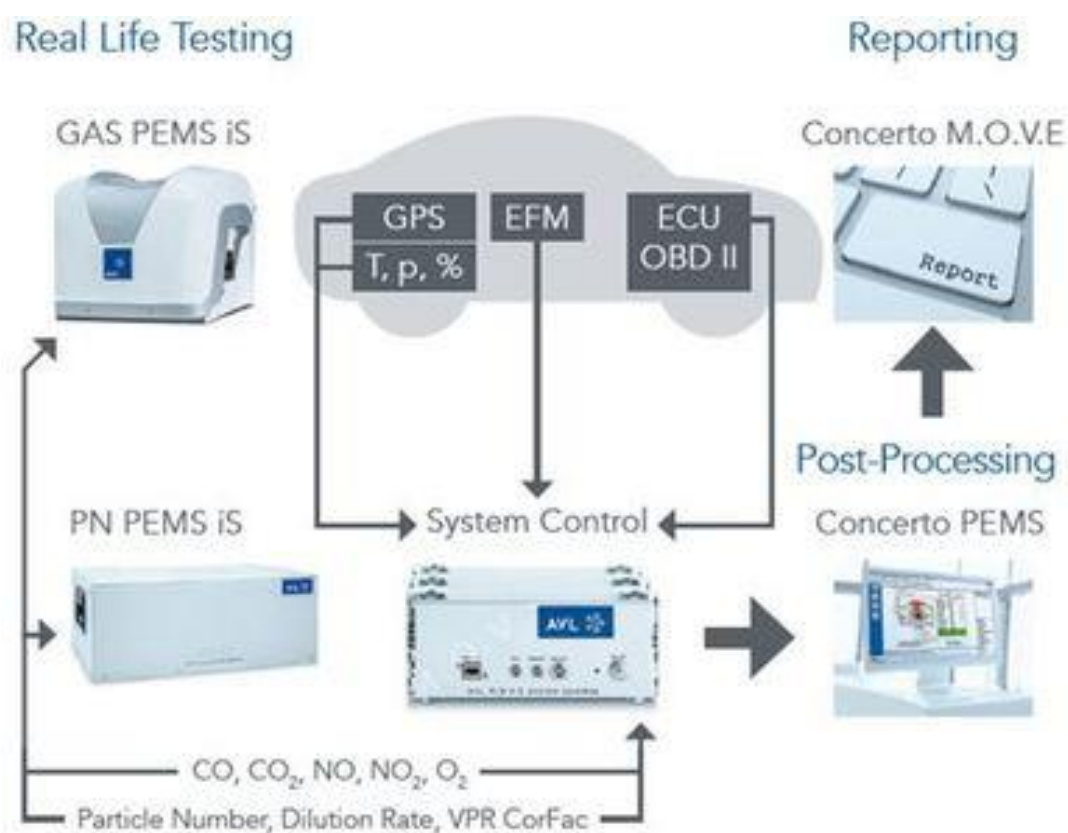 Real Life Testing
Reporting
GAS PEMS iS
Concerto M.O.V.E
GPS
EFM
ECU
OBD II
T, p, %
Report
Post-Processing
PN PEMS iS
System Control
Concerto PEMS
AVL
AVL
CO, CO₂, NO, NO₂, O₂
Particle Number, Dilution Rate, VPR CorFac